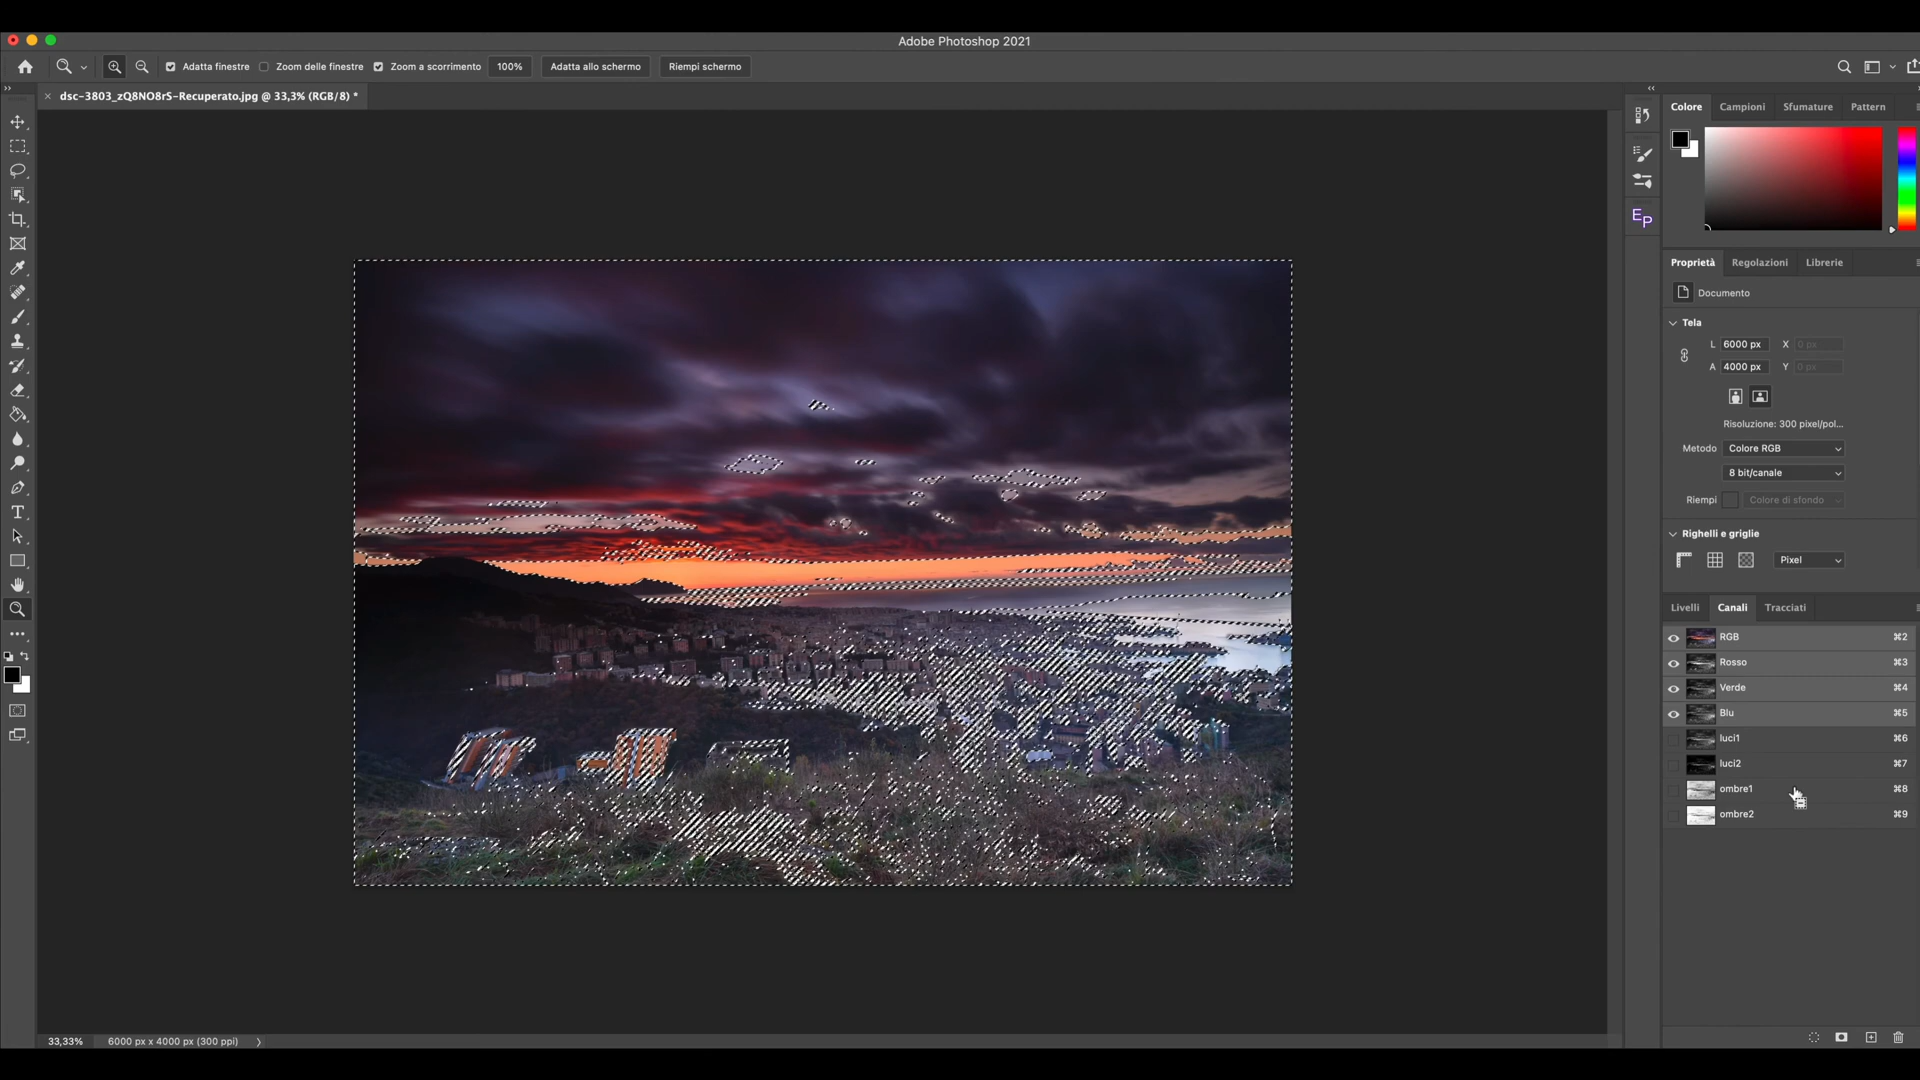 Adobe Photoshop 2021
Adatta finestre
Zoom delle finestre
Zoom a scorrimento
100%
Adatta allo schermo
Riempi schermo
dsc-3803_zQ8NO8rS-Recuperato.jpg @ 33,3% (RGB/8) *
Colore
Campioni
Sfumature
Pattern
EP
Proprietà
Regolazioni
Librerie
Documento
Tela
L 6000 px X 0 px
A 4000 px Y 0 px
Risoluzione: 300 pixel/pol...
Metodo Colore RGB
8 bit/canale
Riempi Colore di sfondo
Righelli e griglie
Pixel
Livelli
Canali
Tracciati
RGB ⌘2
Rosso ⌘3
Verde ⌘4
Blu ⌘5
luci1 ⌘6
luci2 ⌘7
ombre1 ⌘8
ombre2 ⌘9
33,33%
6000 px x 4000 px (300 ppi)